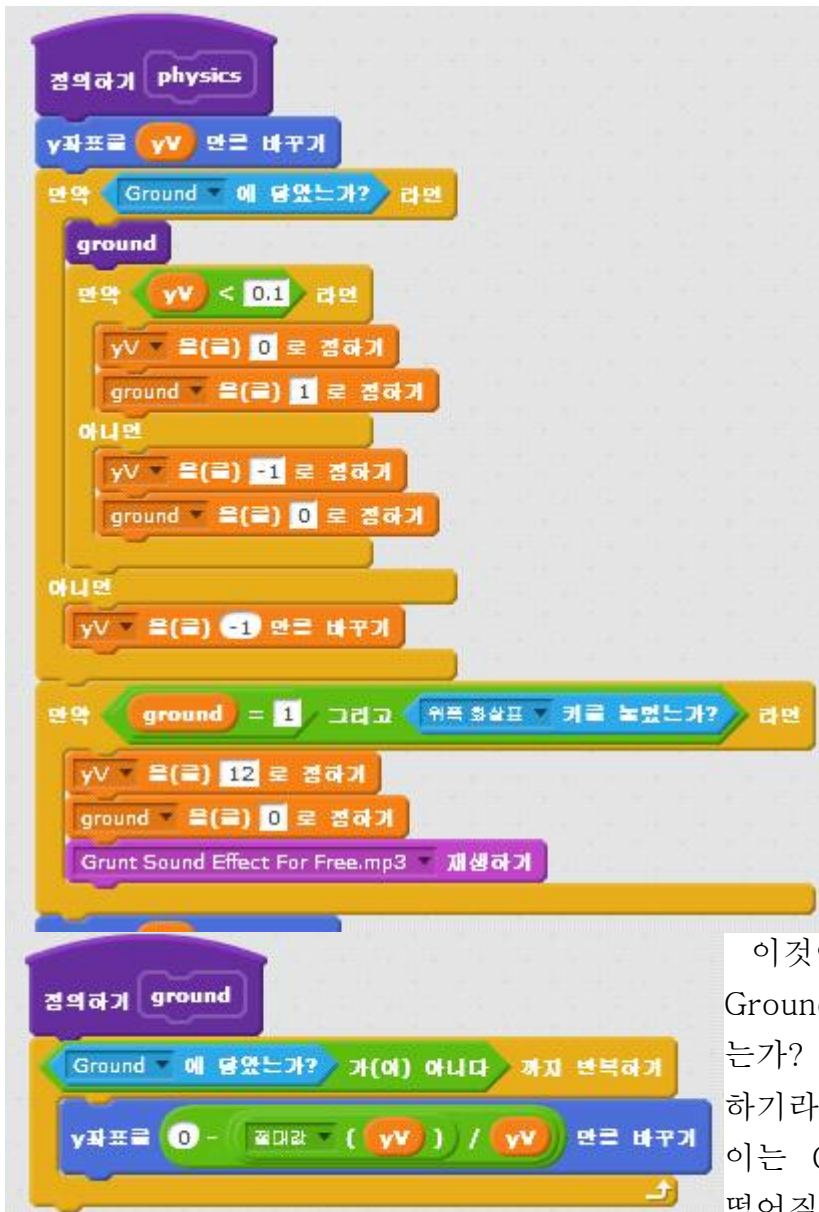 정의하기 physics
y좌표를 yV 만큼 바꾸기
만약 Ground 에 닿았는가? 라면
ground
만약 yV < 0.1 라면
yV 을(를) 0 로 정하기
ground 을(를) 1 로 정하기
아니면
yV 을(를) -1 로 정하기
ground 을(를) 0 로 정하기
아니면
yV 을(를) -1 만큼 바꾸기
만약 ground = 1 그리고 위쪽 화살표 키를 눌렀는가? 라면
yV 을(를) 12 로 정하기
ground 을(를) 0 로 정하기
Grunt Sound Effect For Free.mp3 재생하기
정의하기 ground
Ground 에 닿았는가? 가(이) 아니다 까지 반복하기
y좌표를 0 - 절대값 ( yV ) / yV 만큼 바꾸기
는가?
하기라
이는